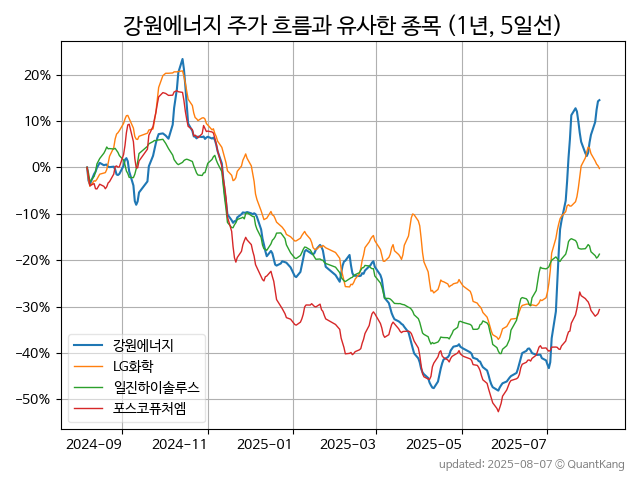 강원에너지 주가 흐름과 유사한 종목 (1년, 5일선)
20%
10%
0%
−10%
−20%
−30%
−40%
−50%
강원에너지
LG화학
일진하이솔루스
포스코퓨처엠
2024-09 2024-11 2025-01 2025-03 2025-05 2025-07
updated: 2025-08-07 © QuantKang